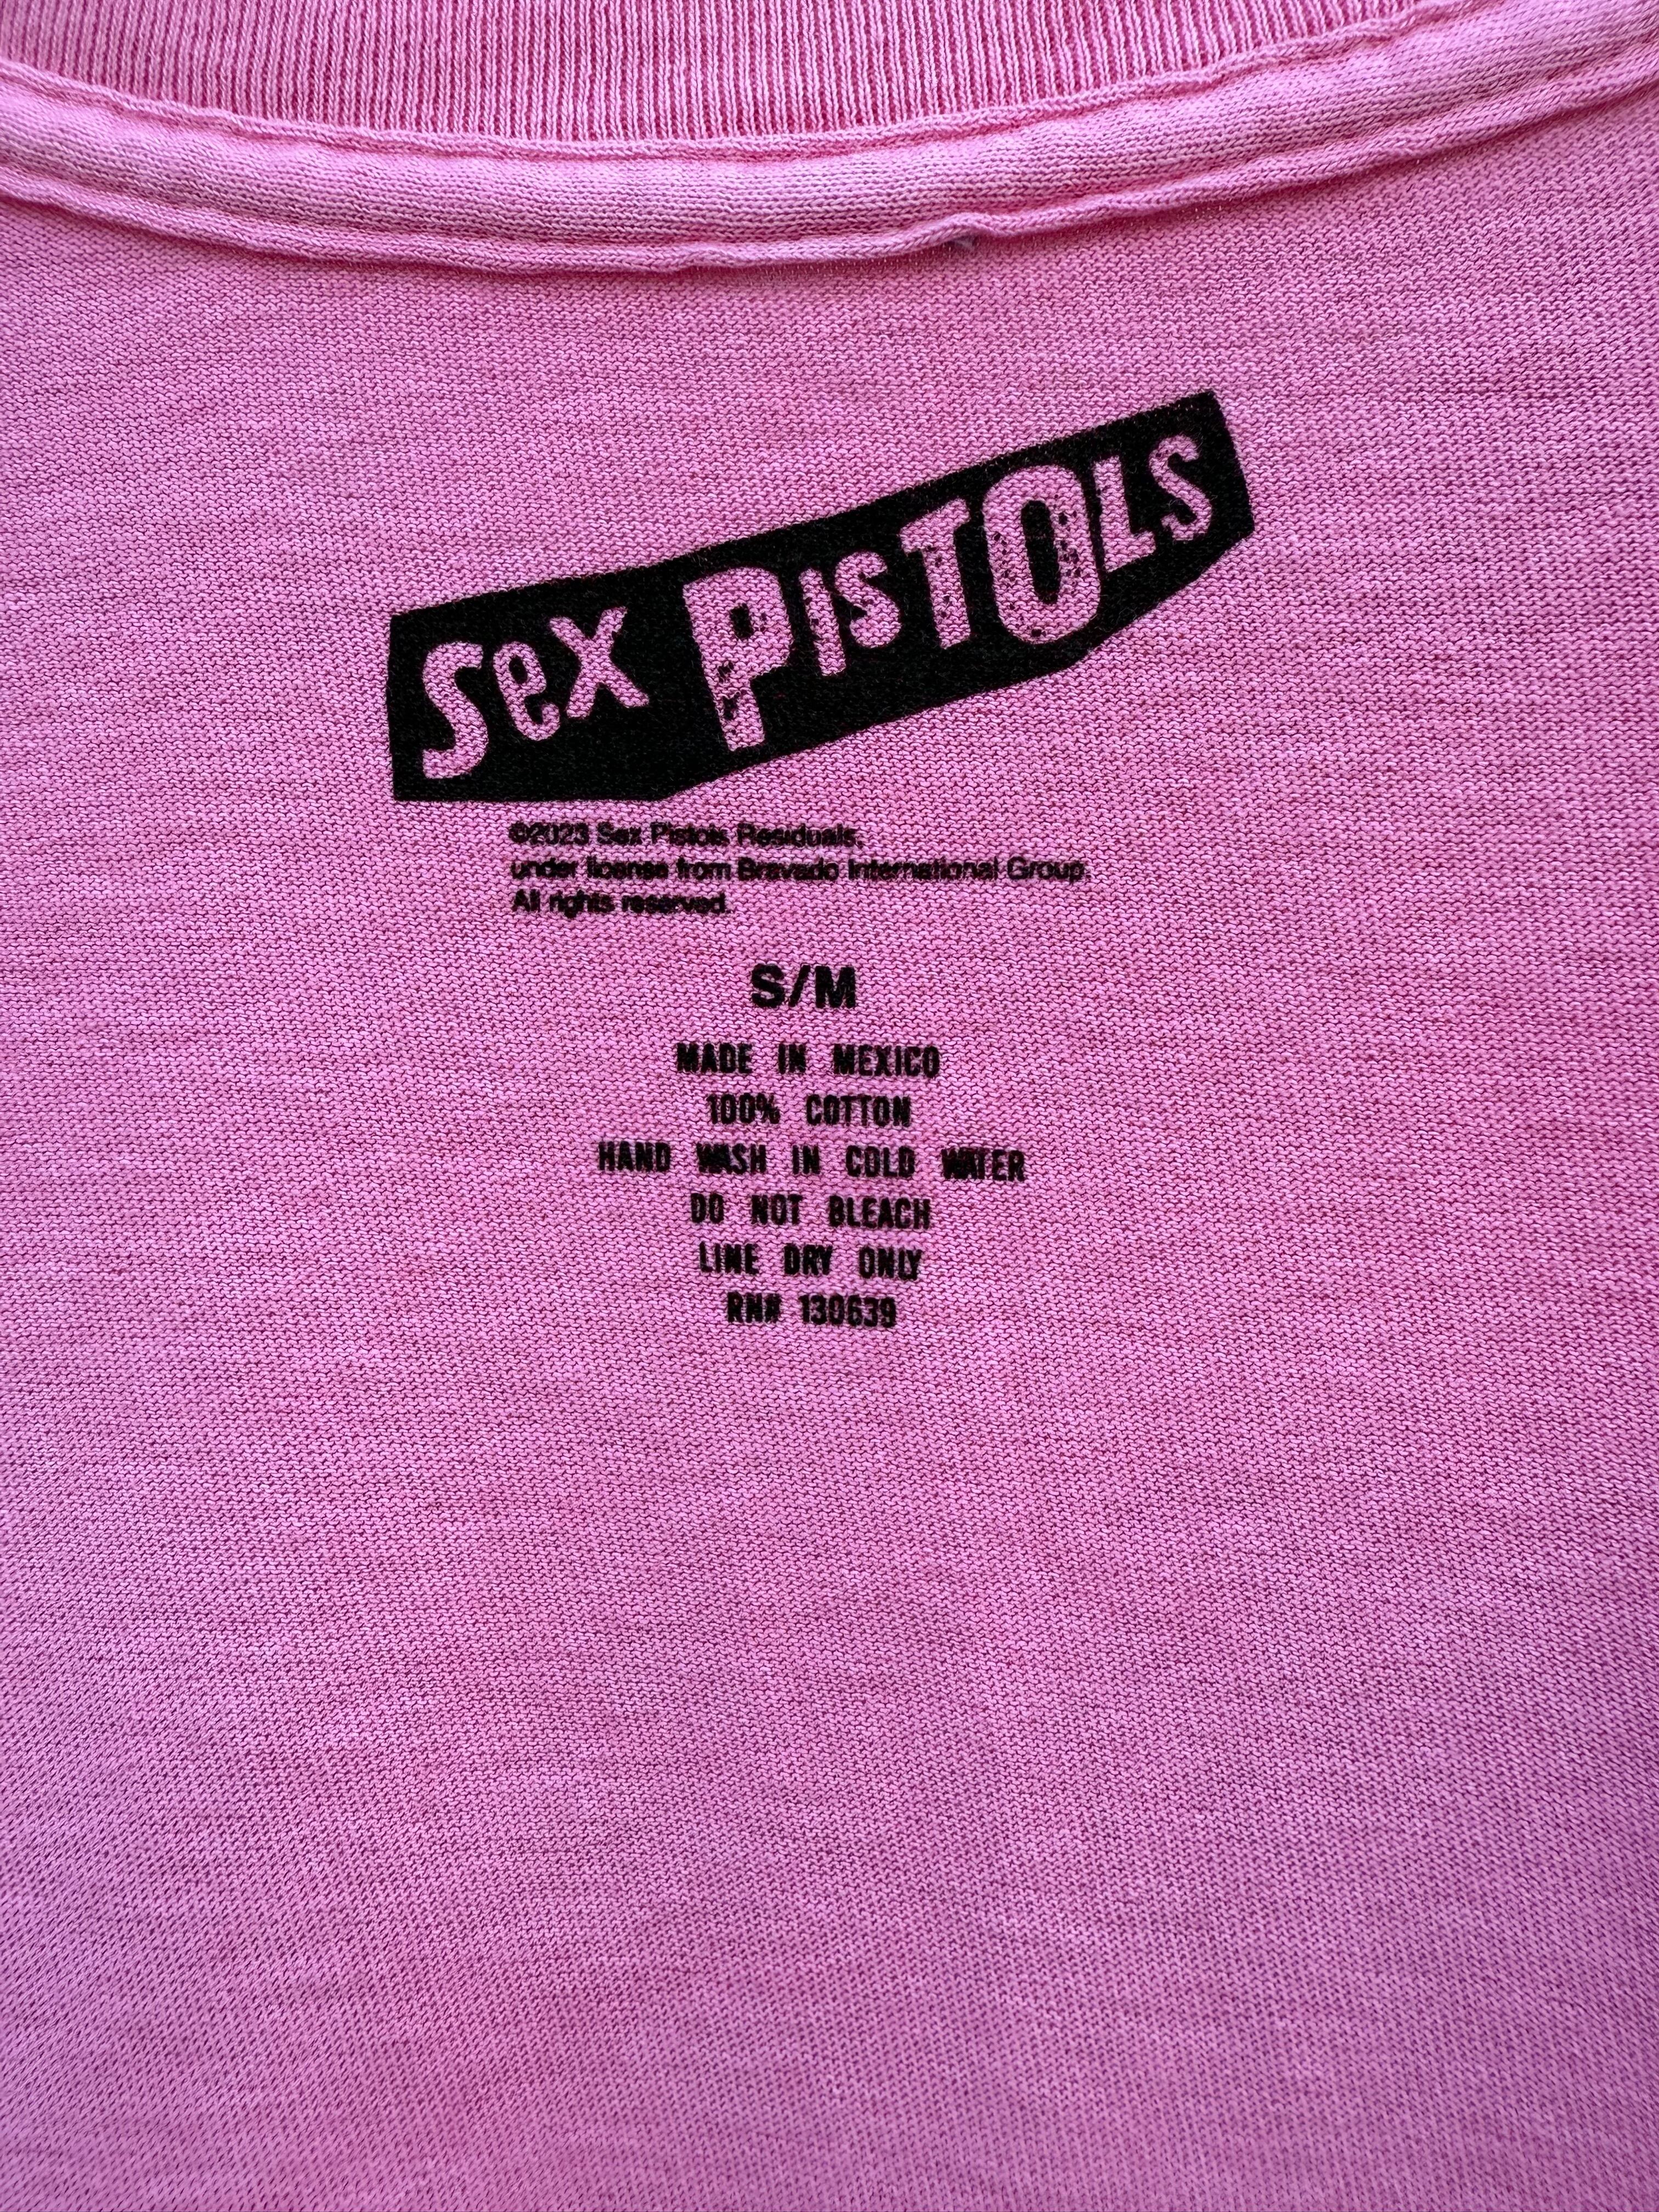 Sex PISTOLS
©2023 Sex Pistols Residuals,
under license from Bravado International Group.
All rights reserved.
S/M
MADE IN MEXICO
100% COTTON
HAND WASH IN COLD WATER
DO NOT BLEACH
LINE DRY ONLY
RN# 130639